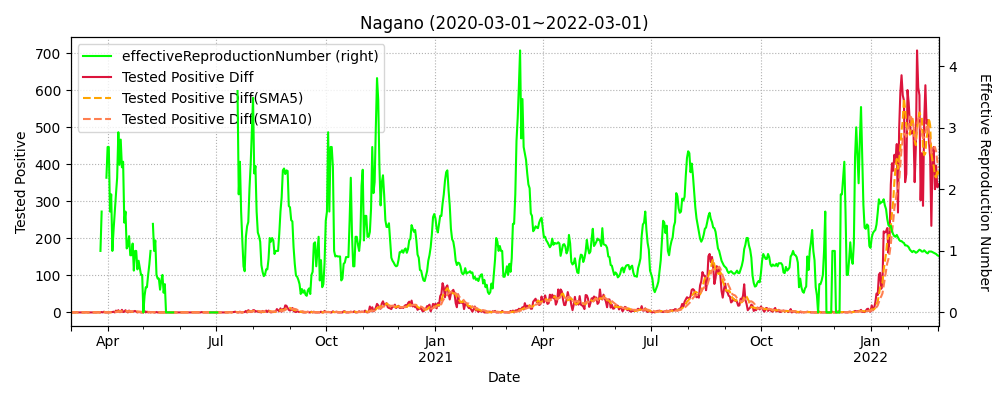 Nagano (2020-03-01~2022-03-01)
effectiveReproductionNumber (right)
Tested Positive Diff
Tested Positive Diff(SMA5)
Tested Positive Diff(SMA10)
Tested Positive
700
600
500
400
300
200
100
0
4
3
2
1
0
Effective Reproduction Number
Apr
Jul
Oct
Jan
2021
Apr
Jul
Oct
Jan
2022
Date